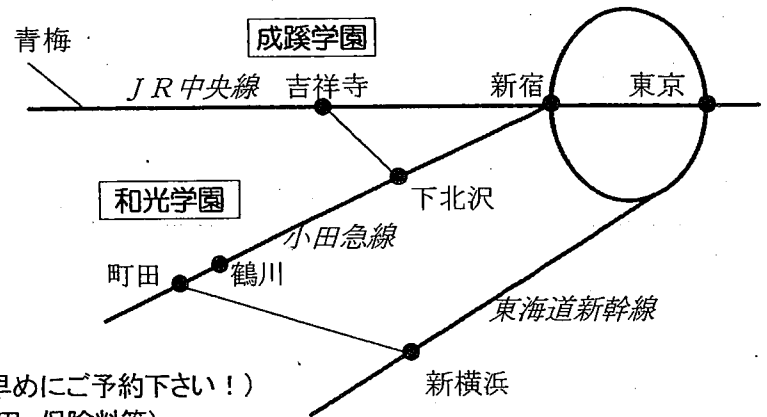 成蹊学園
青梅
JR中央線
吉祥寺
新宿
東京
和光学園
下北沢
小田急線
町田
鶴川
東海道新幹線
新横浜
早めにご予約下さい！）